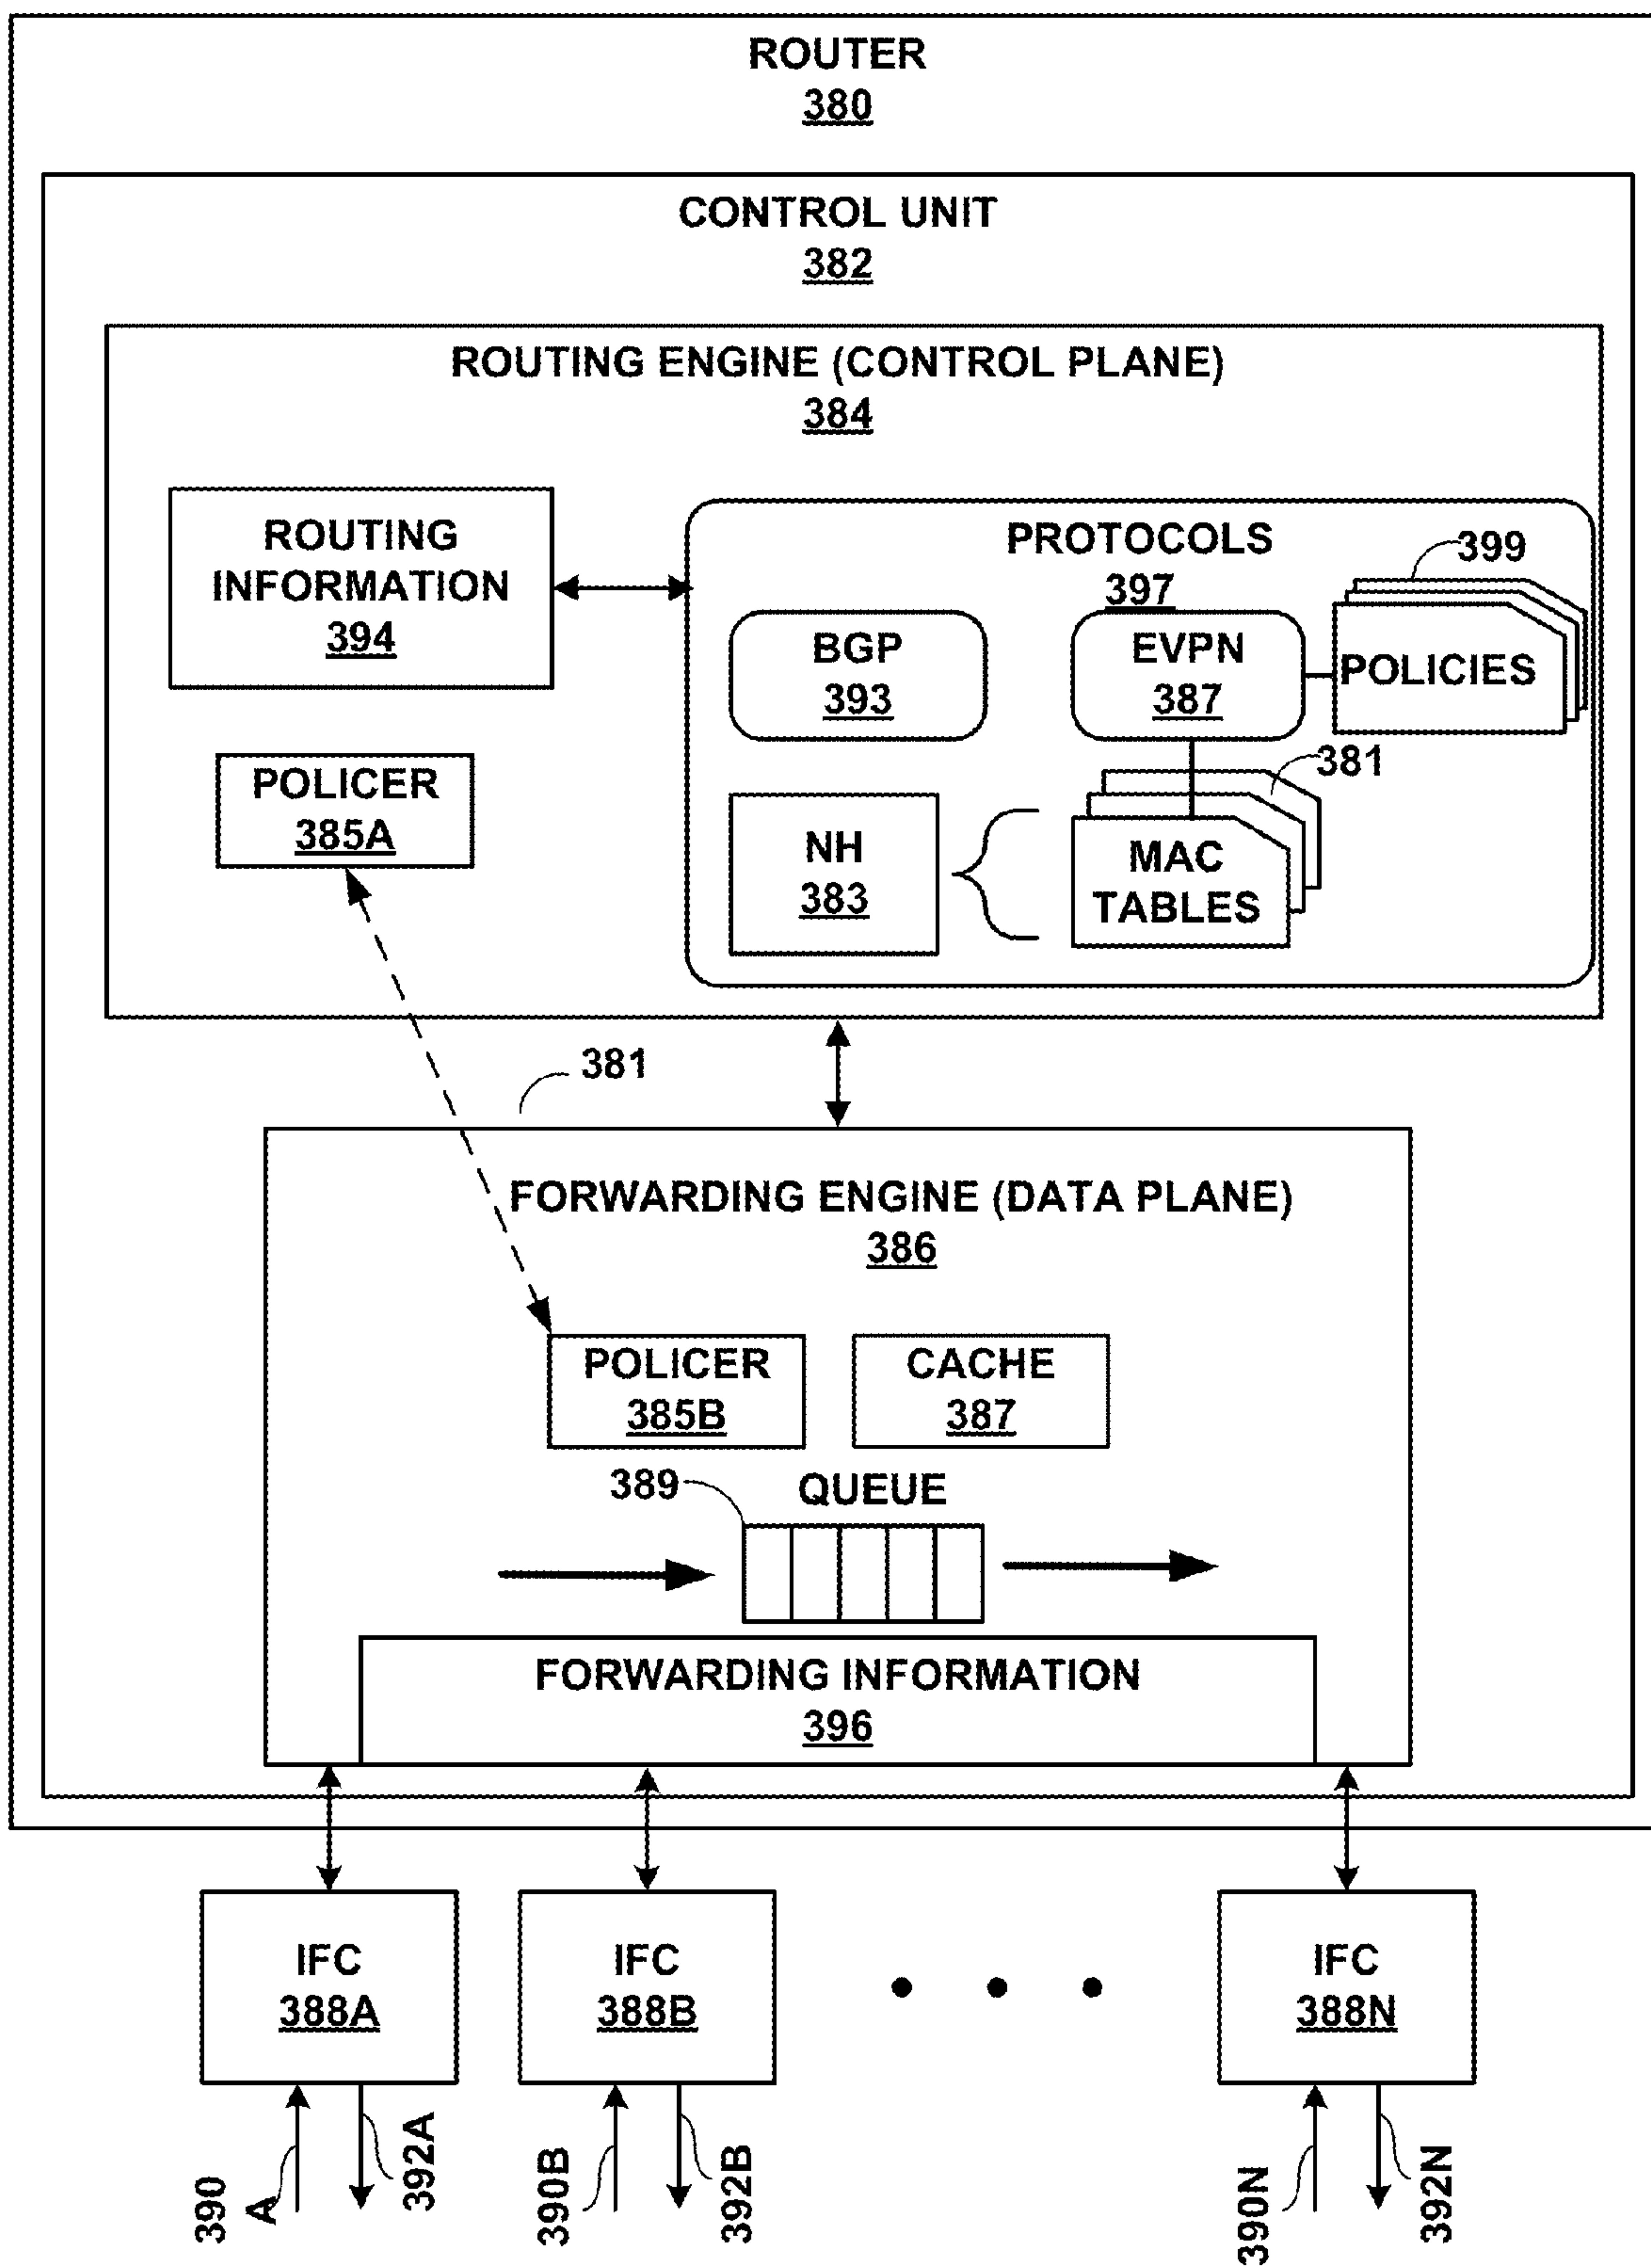 ROUTER
380
CONTROL UNIT
382
ROUTING ENGINE (CONTROL PLANE)
384
ROUTING
INFORMATION
394
PROTOCOLS
397
399
BGP
393
EVPN
387
POLICIES
POLICER
385A
381
NH
383
MAC
TABLES
381
FORWARDING ENGINE (DATA PLANE)
386
POLICER
385B
CACHE
387
389
QUEUE
FORWARDING INFORMATION
396
IFC
388A
IFC
388B
IFC
388N
390
A
392A
390B
392B
390N
392N